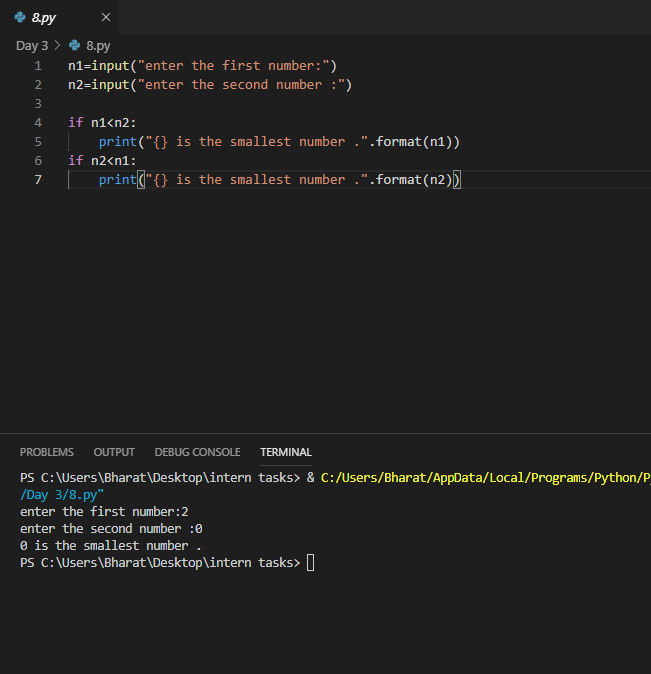 8.py
Day 3 > 8.py
1 n1=input("enter the first number:")
2 n2=input("enter the second number :")
3
4 if n1<n2:
5     print("{} is the smallest number .".format(n1))
6 if n2<n1:
7     print("{} is the smallest number .".format(n2))
PROBLEMS OUTPUT DEBUG CONSOLE TERMINAL
PS C:\Users\Bharat\Desktop\intern tasks> & C:/Users/Bharat/AppData/Local/Programs/Python/
/Day 3/8.py"
enter the first number:2
enter the second number :0
0 is the smallest number .
PS C:\Users\Bharat\Desktop\intern tasks>